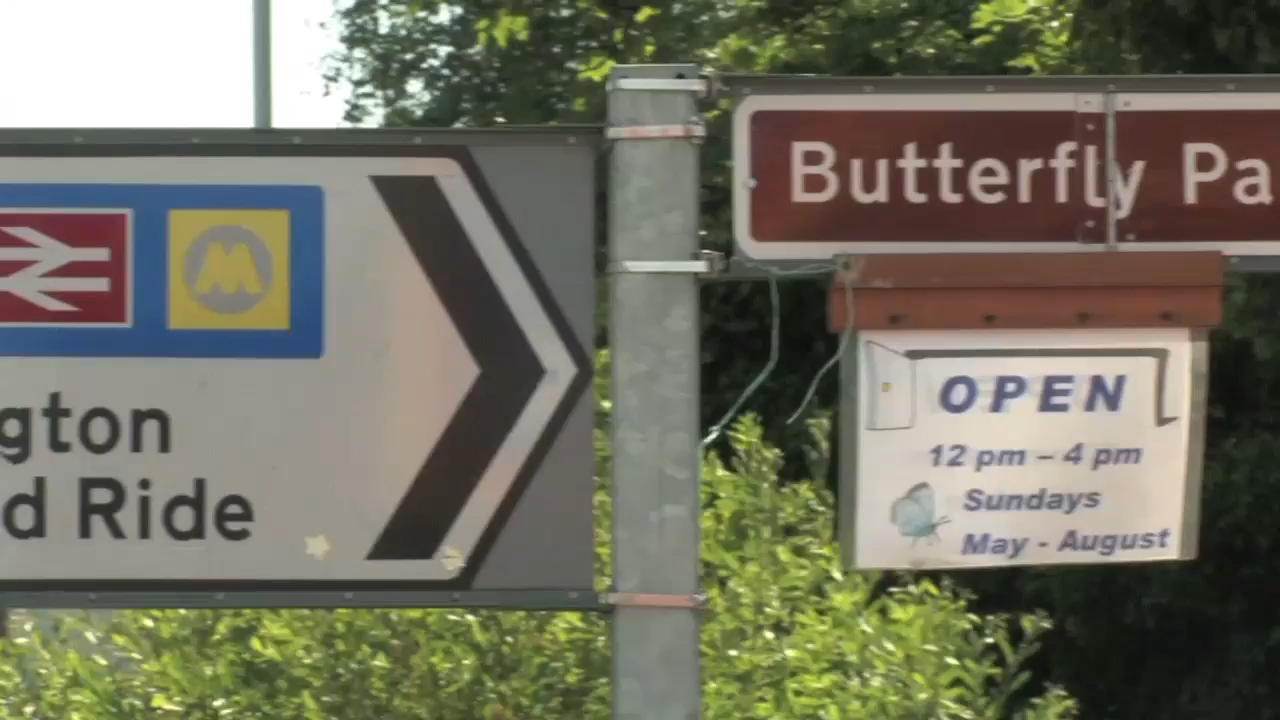 M
gton
d Ride
Butterfly Pa
OPEN
12 pm – 4 pm
Sundays
May - August